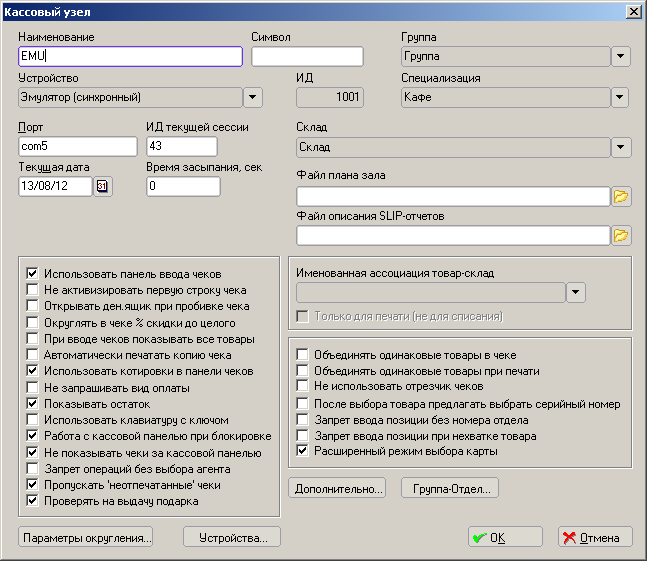 Кассовый узел
Наименование
Символ
Группа
EMU
Группа
Устройство
ИД
Специализация
Эмулятор (синхронный)
1001
Кафе
Порт
ИД текущей сессии
Склад
com5
43
Склад
Текущая дата
Время засыпания, сек
Файл плана зала
13/08/12
31
0
Файл описания SLIP-отчетов
Использовать панель ввода чеков
Не активизировать первую строку чека
Открывать ден.ящик при пробивке чека
Округлять в чеке % скидки до целого
При вводе чеков показывать все товары
Автоматически печатать копию чека
Использовать котировки в панели чеков
Не запрашивать вид оплаты
Показывать остаток
Использовать клавиатуру с ключом
Работа с кассовой панелью при блокировке
Не показывать чеки за кассовой панелью
Запрет операций без выбора агента
Пропускать 'неотпечатанные' чеки
Проверять на выдачу подарка
Именованная ассоциация товар-склад
Только для печати (не для списания)
Объединять одинаковые товары в чеке
Объединять одинаковые товары при печати
Не использовать отрезчик чеков
После выбора товара предлагать выбрать серийный номер
Запрет ввода позиции без номера отдела
Запрет ввода позиции при нехватке товара
Расширенный режим выбора карты
Дополнительно...
Группа-Отдел...
Параметры округления...
Устройства...
OK
Отмена